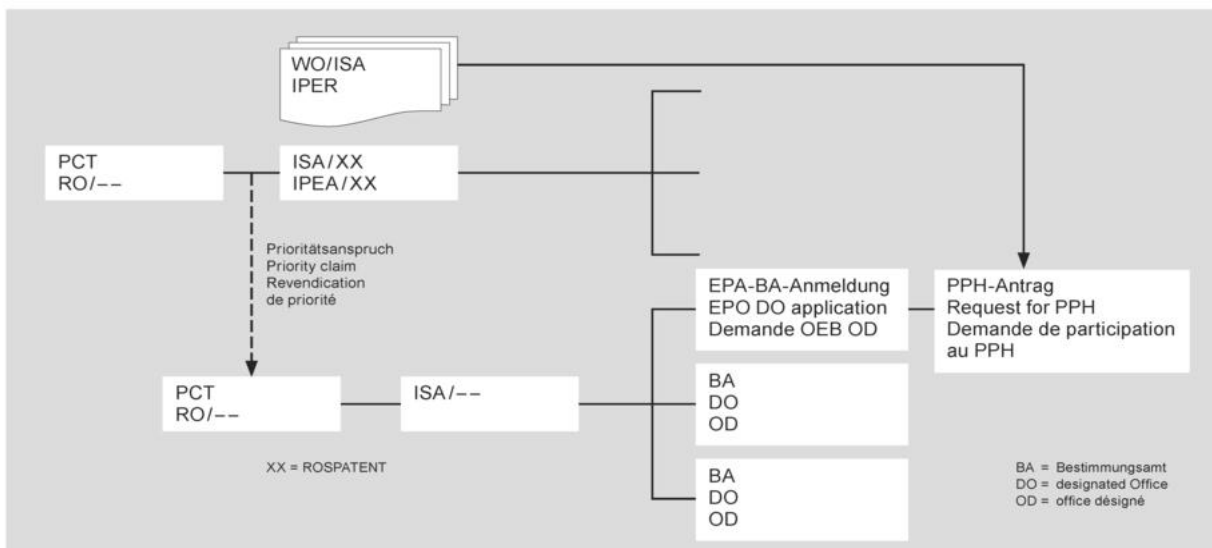 WO/ISA
IPER
PCT
RO/--
ISA/XX
IPEA/XX
Prioritätsanspruch
Priority claim
Revendication
de priorité
EPA-BA-Anmeldung
EPO DO application
Demande OEB OD
PPH-Antrag
Request for PPH
Demande de participation
au PPH
PCT
RO/--
ISA/--
BA
DO
OD
XX = ROSPATENT
BA
DO
OD
BA = Bestimmungsamt
DO = designated Office
OD = office désigné